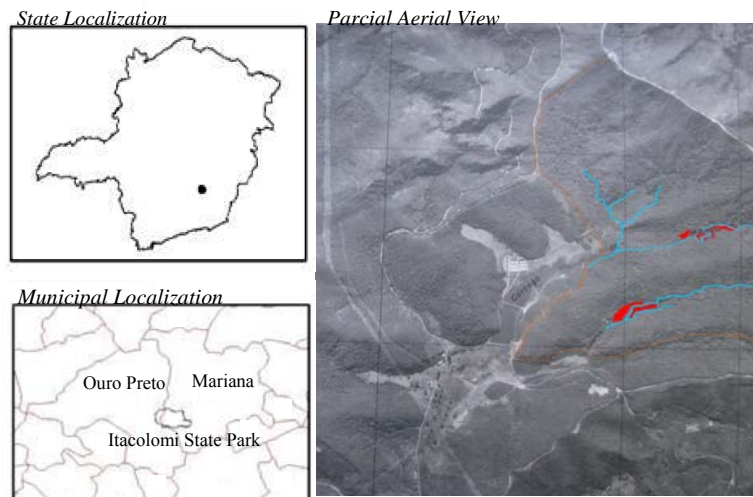 State Localization
Parcial Aerial View
Municipal Localization
Ouro Preto
Mariana
Itacolomi State Park